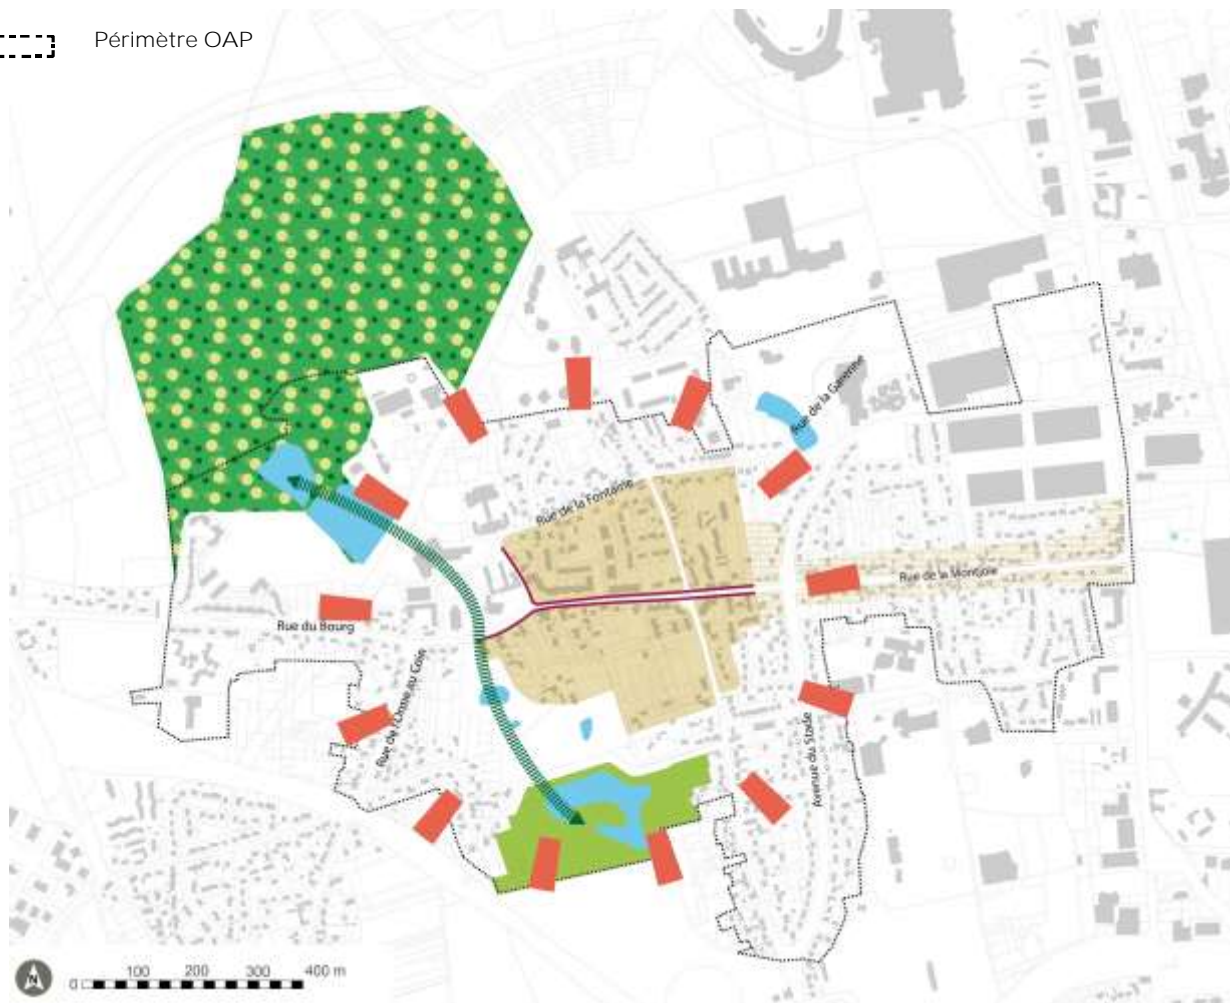 Périmètre OAP
Rue de la Garenne
Rue de la Fontaine
Rue de la Montjoie
Rue du Bourg
Rue de l'Orme au Coin
Avenue du Stade
N
0 100 200 300 400 m